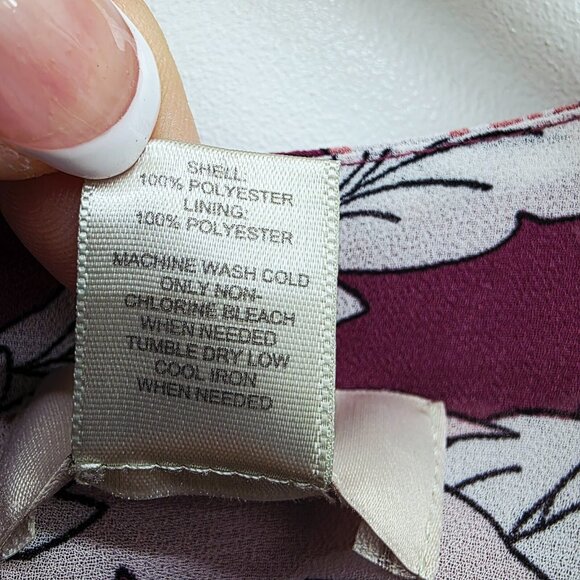 SHELL:
100% POLYESTER
LINING:
100% POLYESTER
MACHINE WASH COLD
ONLY NON-
CHLORINE BLEACH
WHEN NEEDED
TUMBLE DRY LOW
COOL IRON
WHEN NEEDED